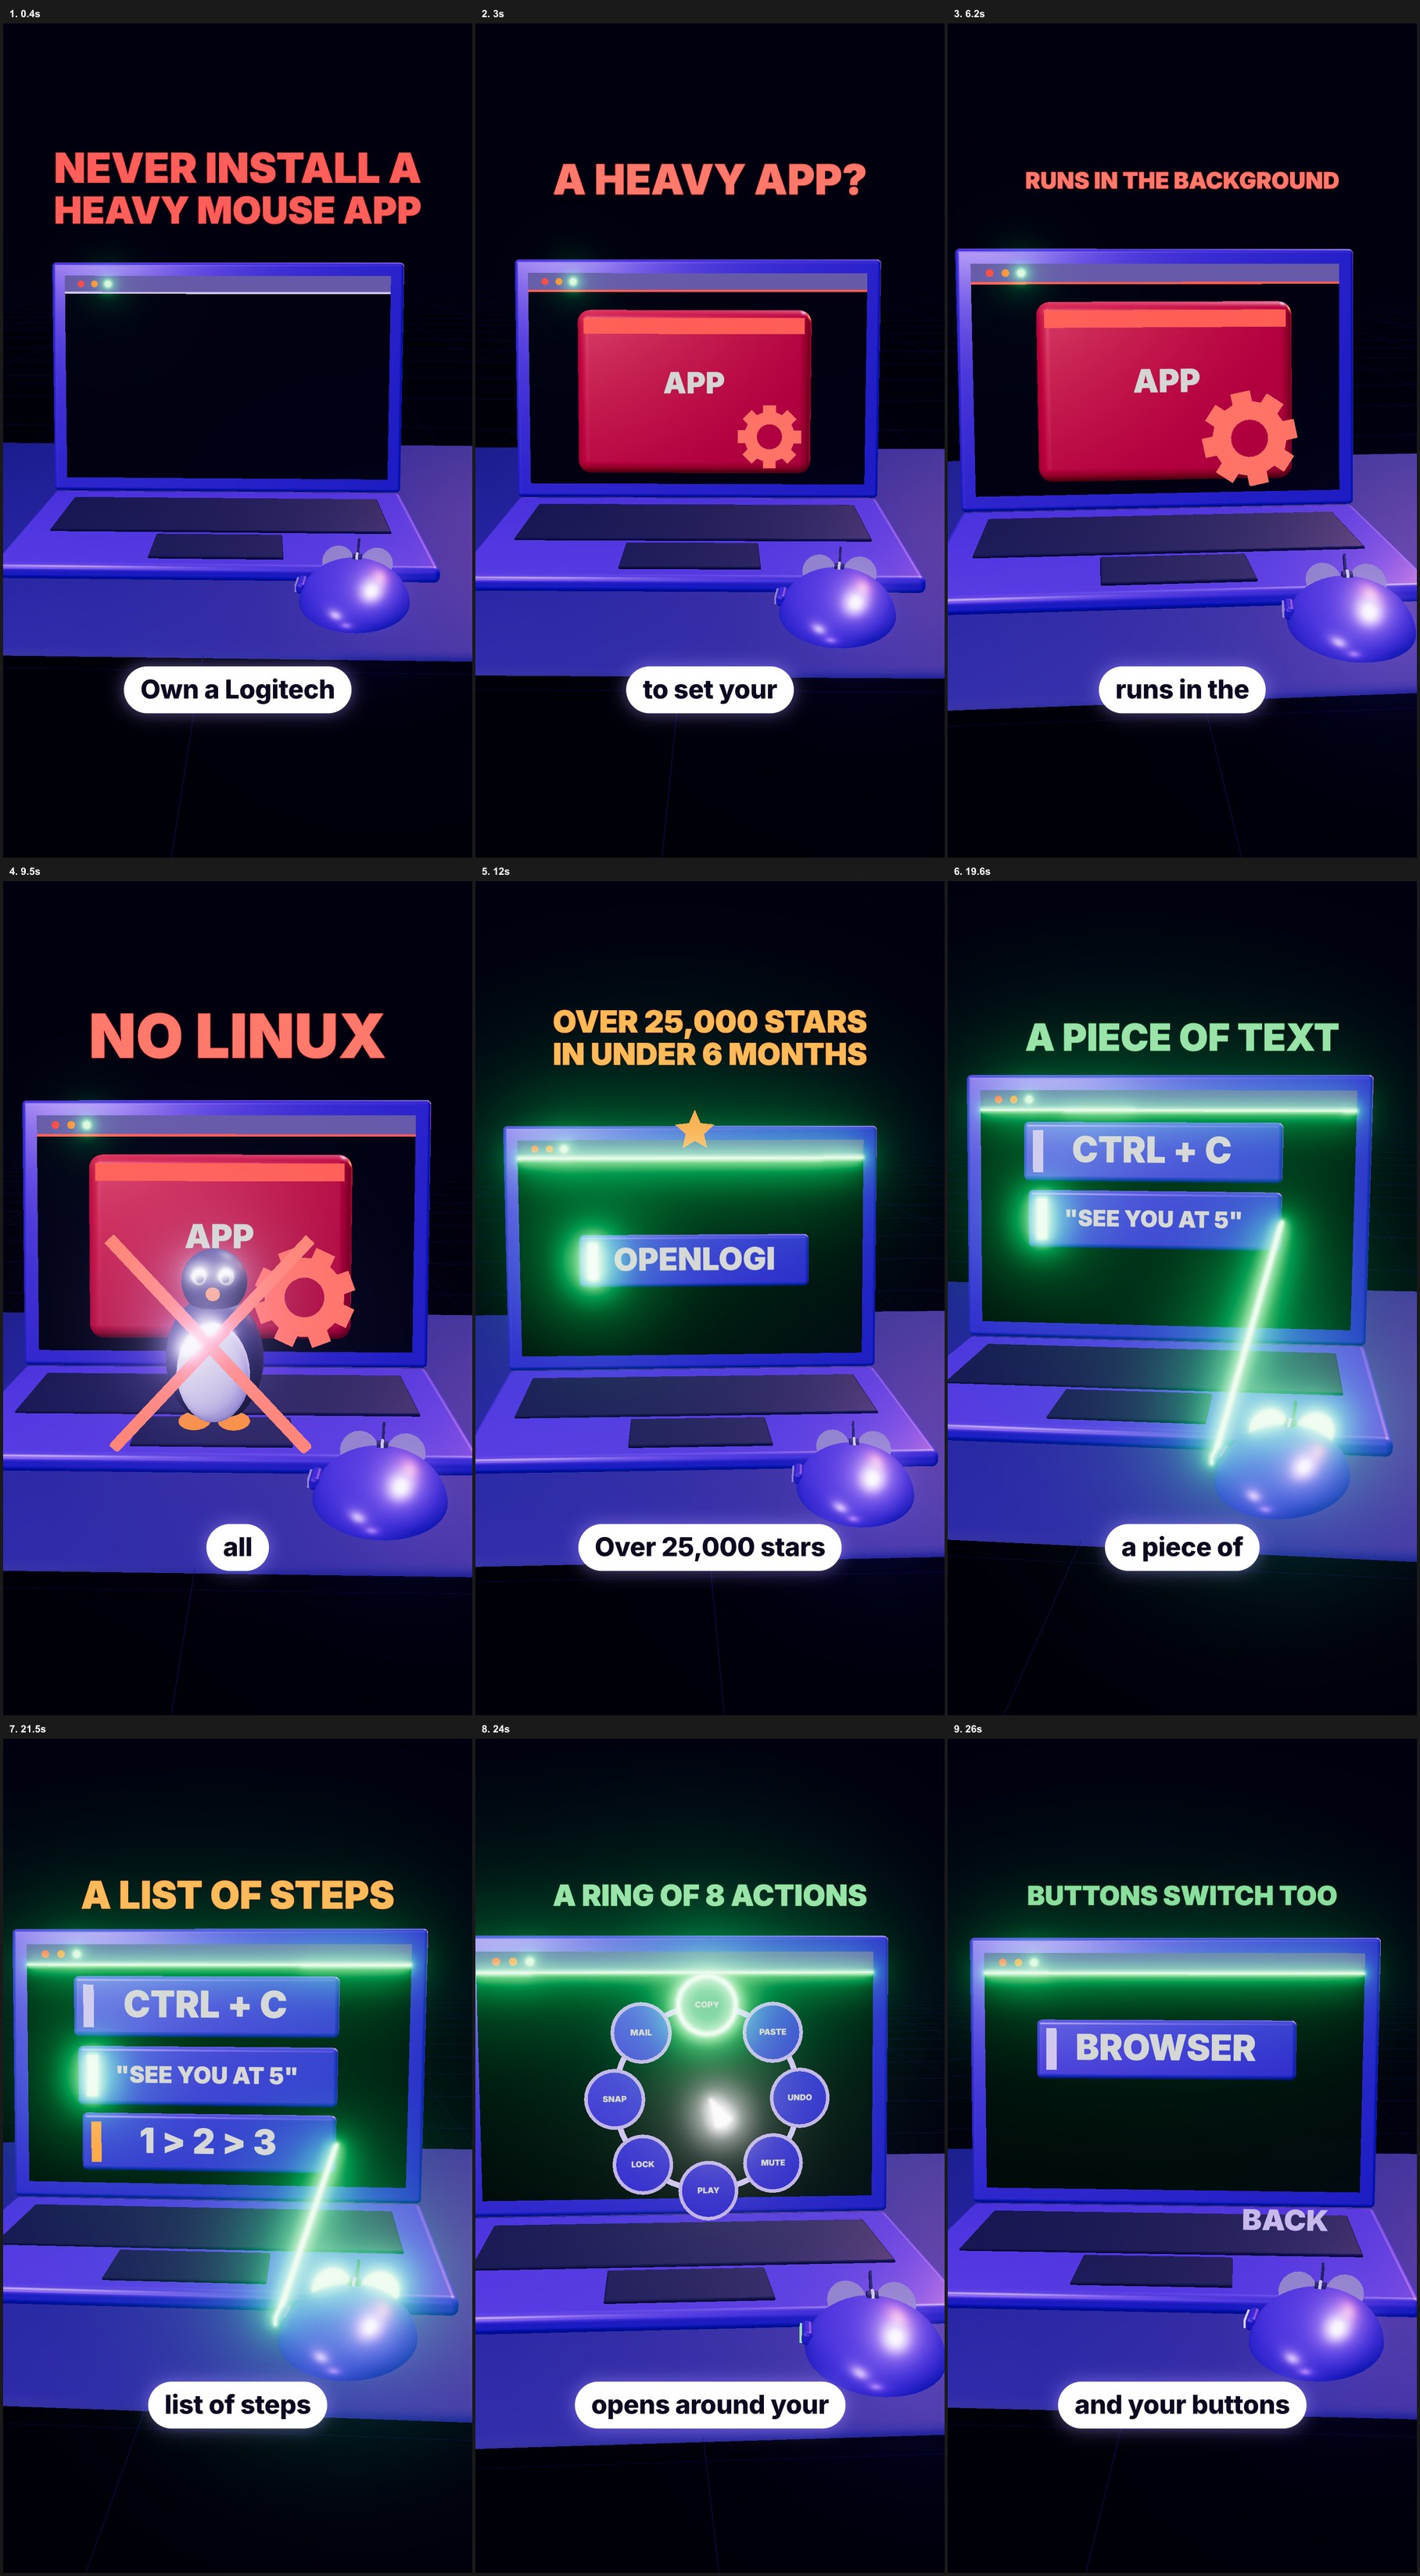 1. 0.4s
NEVER INSTALL A
HEAVY MOUSE APP
Own a Logitech
2. 3s
A HEAVY APP?
APP
to set your
3. 6.2s
RUNS IN THE BACKGROUND
APP
runs in the
4. 9.5s
NO LINUX
APP
all
5. 12s
OVER 25,000 STARS
IN UNDER 6 MONTHS
OPENLOGI
Over 25,000 stars
6. 19.6s
A PIECE OF TEXT
CTRL + C
"SEE YOU AT 5"
a piece of
7. 21.5s
A LIST OF STEPS
CTRL + C
"SEE YOU AT 5"
1 > 2 > 3
list of steps
8. 24s
A RING OF 8 ACTIONS
COPY
MAIL
PASTE
SNAP
UNDO
LOCK
MUTE
PLAY
opens around your
9. 26s
BUTTONS SWITCH TOO
BROWSER
BACK
and your buttons